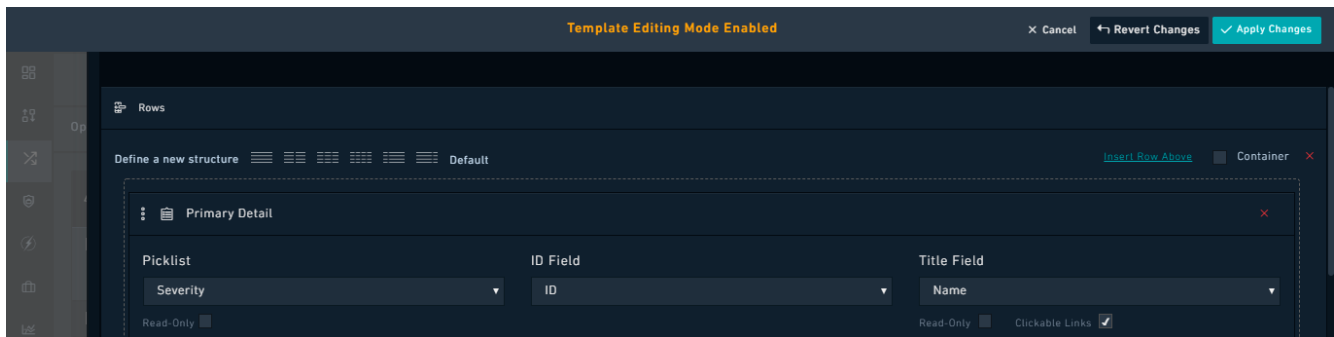 Template Editing Mode Enabled
Cancel
Revert Changes
Apply Changes
Op
Rows
Define a new structure
Default
Insert Row Above
Container
Primary Detail
Picklist
ID Field
Title Field
Severity
ID
Name
Read-Only
Read-Only
Clickable Links